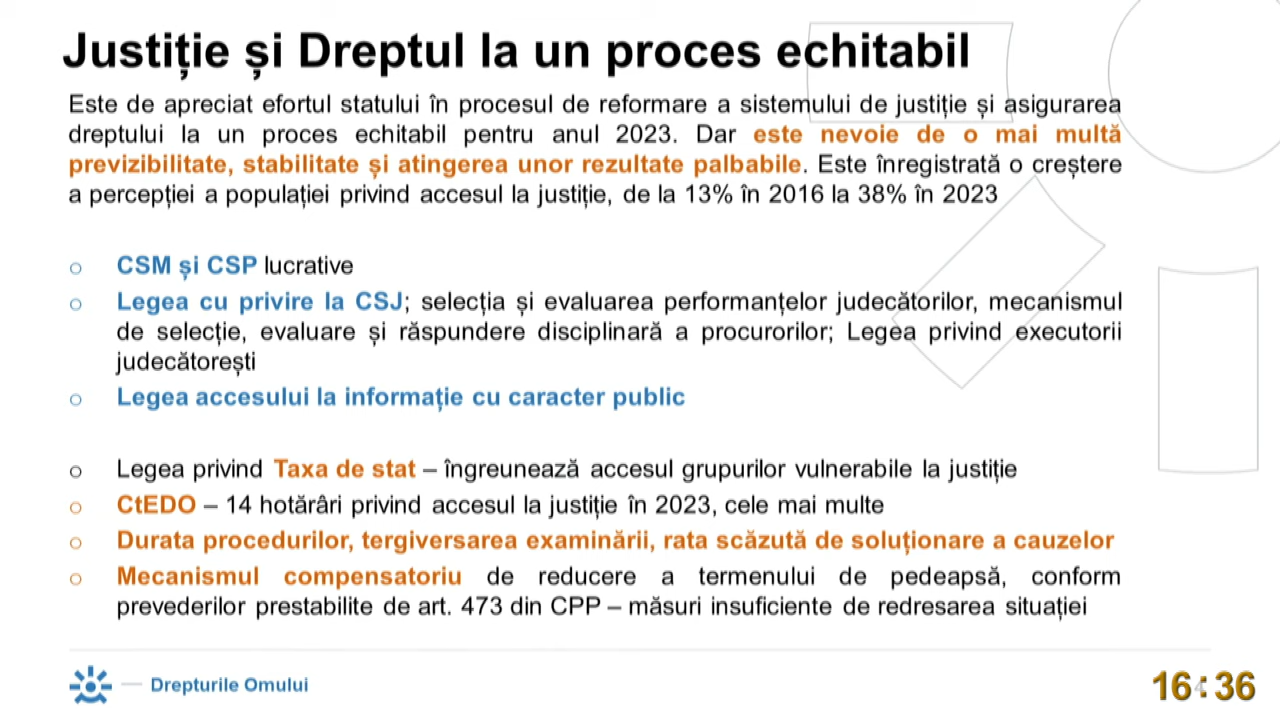 Justiție și Dreptul la un proces echitabil
Este de apreciat efortul statului în procesul de reformare a sistemului de justiție și asigurarea
dreptului la un proces echitabil pentru anul 2023. Dar este nevoie de o mai multă
previzibilitate, stabilitate și atingerea unor rezultate palbabile. Este înregistrată o creștere
a percepției a populației privind accesul la justiție, de la 13% în 2016 la 38% în 2023
o CSM și CSP lucrative
o Legea cu privire la CSJ; selecția și evaluarea performanțelor judecătorilor, mecanismul
de selecție, evaluare și răspundere disciplinară a procurorilor; Legea privind executorii
judecătorești
o Legea accesului la informație cu caracter public
o Legea privind Taxa de stat – îngreunează accesul grupurilor vulnerabile la justiție
o CtEDO – 14 hotărâri privind accesul la justiție în 2023, cele mai multe
o Durata procedurilor, tergiversarea examinării, rata scăzută de soluționare a cauzelor
o Mecanismul compensatoriu de reducere a termenului de pedeapsă, conform
prevederilor prestabilite de art. 473 din CPP – măsuri insuficiente de redresarea situației
Drepturile Omului
16:36
4